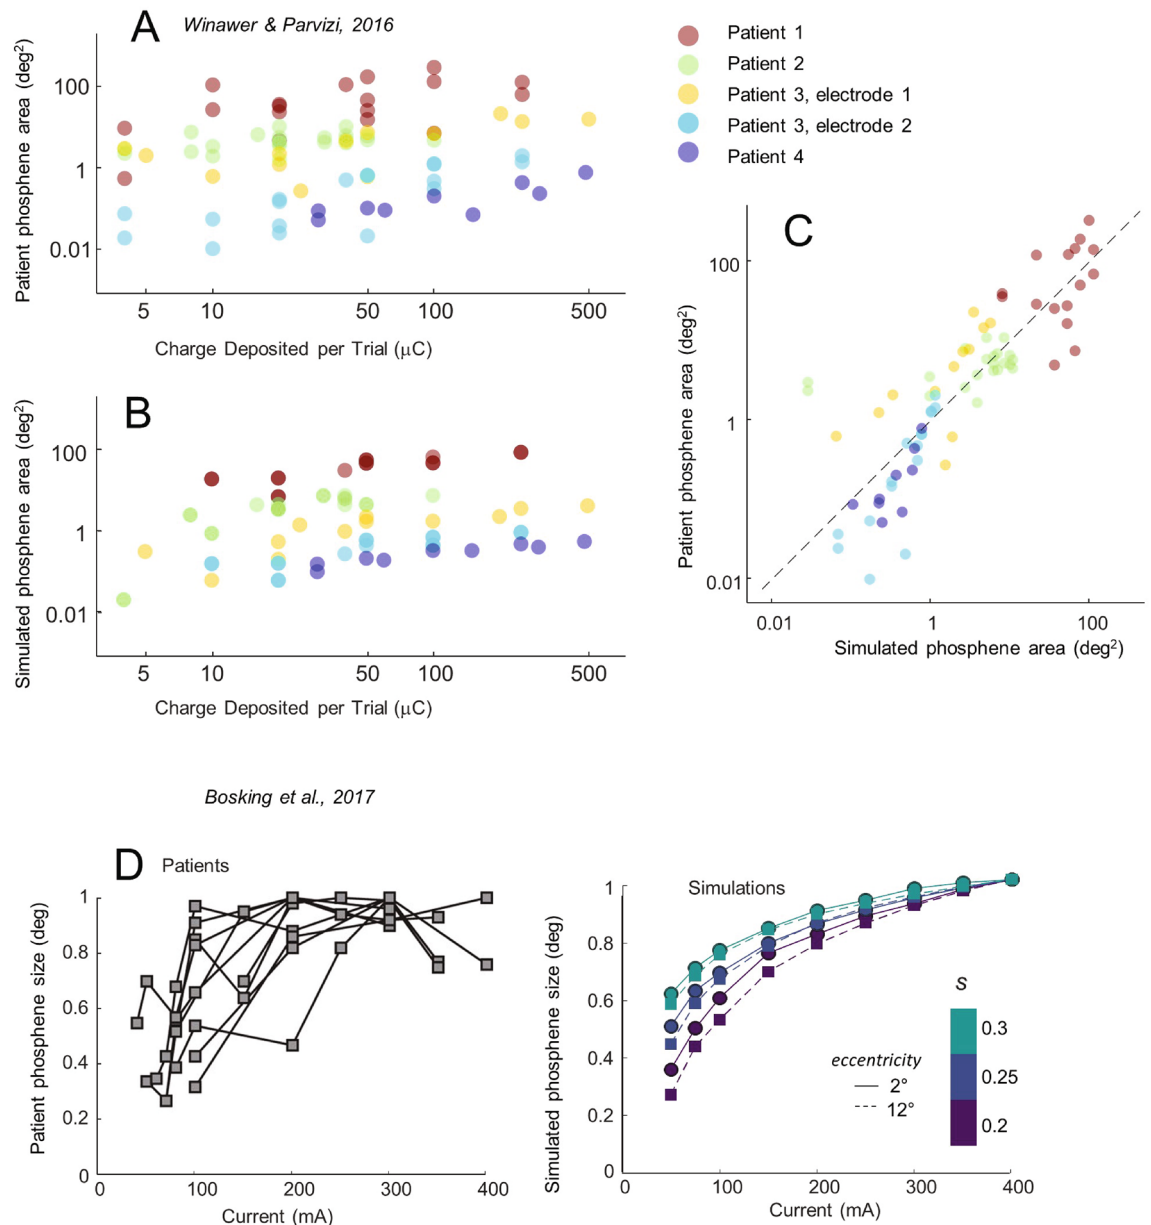 A
Winawer & Parvizi, 2016
Patient phosphene area (deg²)
100
1
0.01
5
10
50
100
500
Charge Deposited per Trial (µC)
Patient 1
Patient 2
Patient 3, electrode 1
Patient 3, electrode 2
Patient 4
B
Simulated phosphene area (deg²)
100
1
0.01
5
10
50
100
500
Charge Deposited per Trial (µC)
C
Patient phosphene area (deg²)
100
1
0.01
0.01
1
100
Simulated phosphene area (deg²)
Bosking et al., 2017
D
Patients
Patient phosphene size (deg)
1
0.8
0.6
0.4
0.2
0
0
100
200
300
400
Current (mA)
Simulations
Simulated phosphene size (deg)
1
0.8
0.6
0.4
0.2
0
0
100
200
300
400
Current (mA)
eccentricity
2°
12°
s
0.3
0.25
0.2